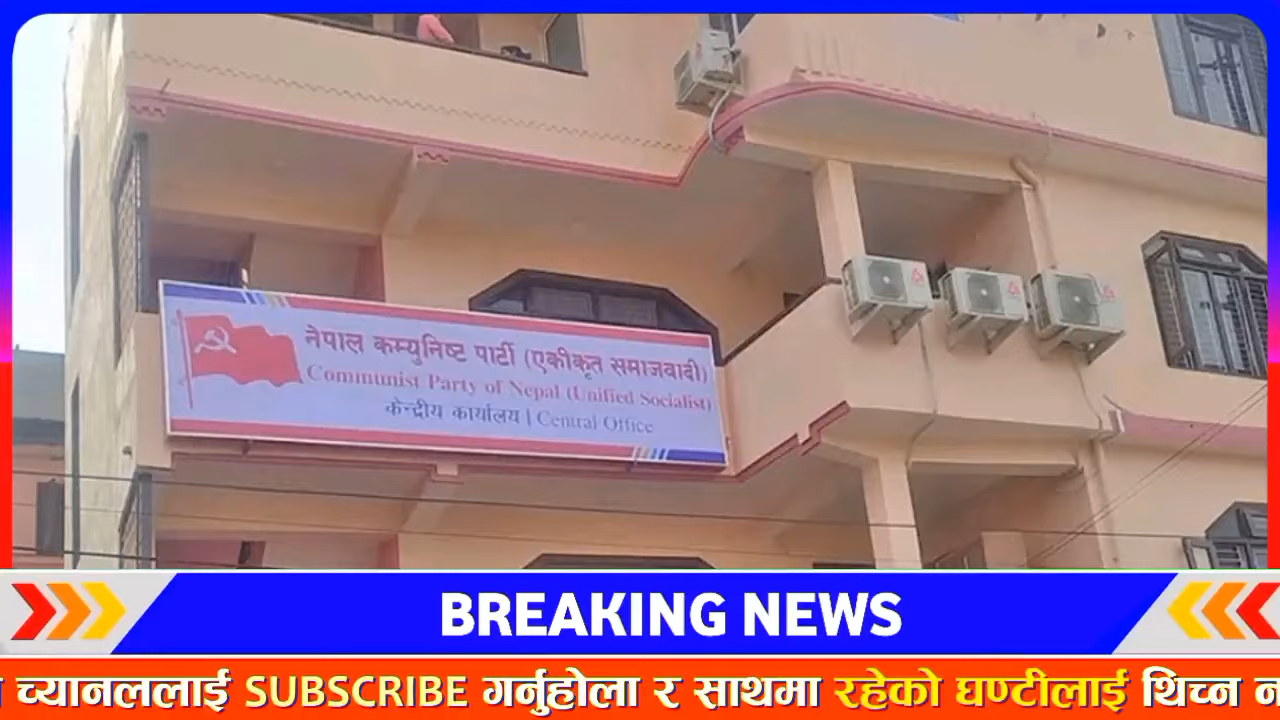 नेपाल कम्युनिष्ट पार्टी (एकीकृत समाजवादी)
Communist Party of Nepal (Unified Socialist)
केन्द्रीय कार्यालय | Central Office
BREAKING NEWS
च्यानललाई SUBSCRIBE गर्नुहोला र साथमा रहेको घण्टीलाई थिच्न